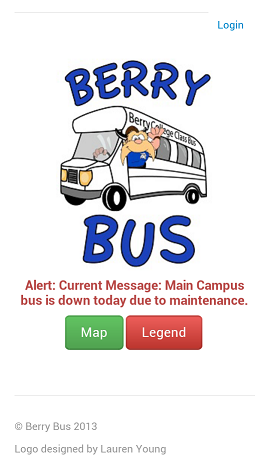 Login
BERRY
Berry College Class Bus
BUS
Alert: Current Message: Main Campus
bus is down today due to maintenance.
Map Legend
© Berry Bus 2013
Logo designed by Lauren Young